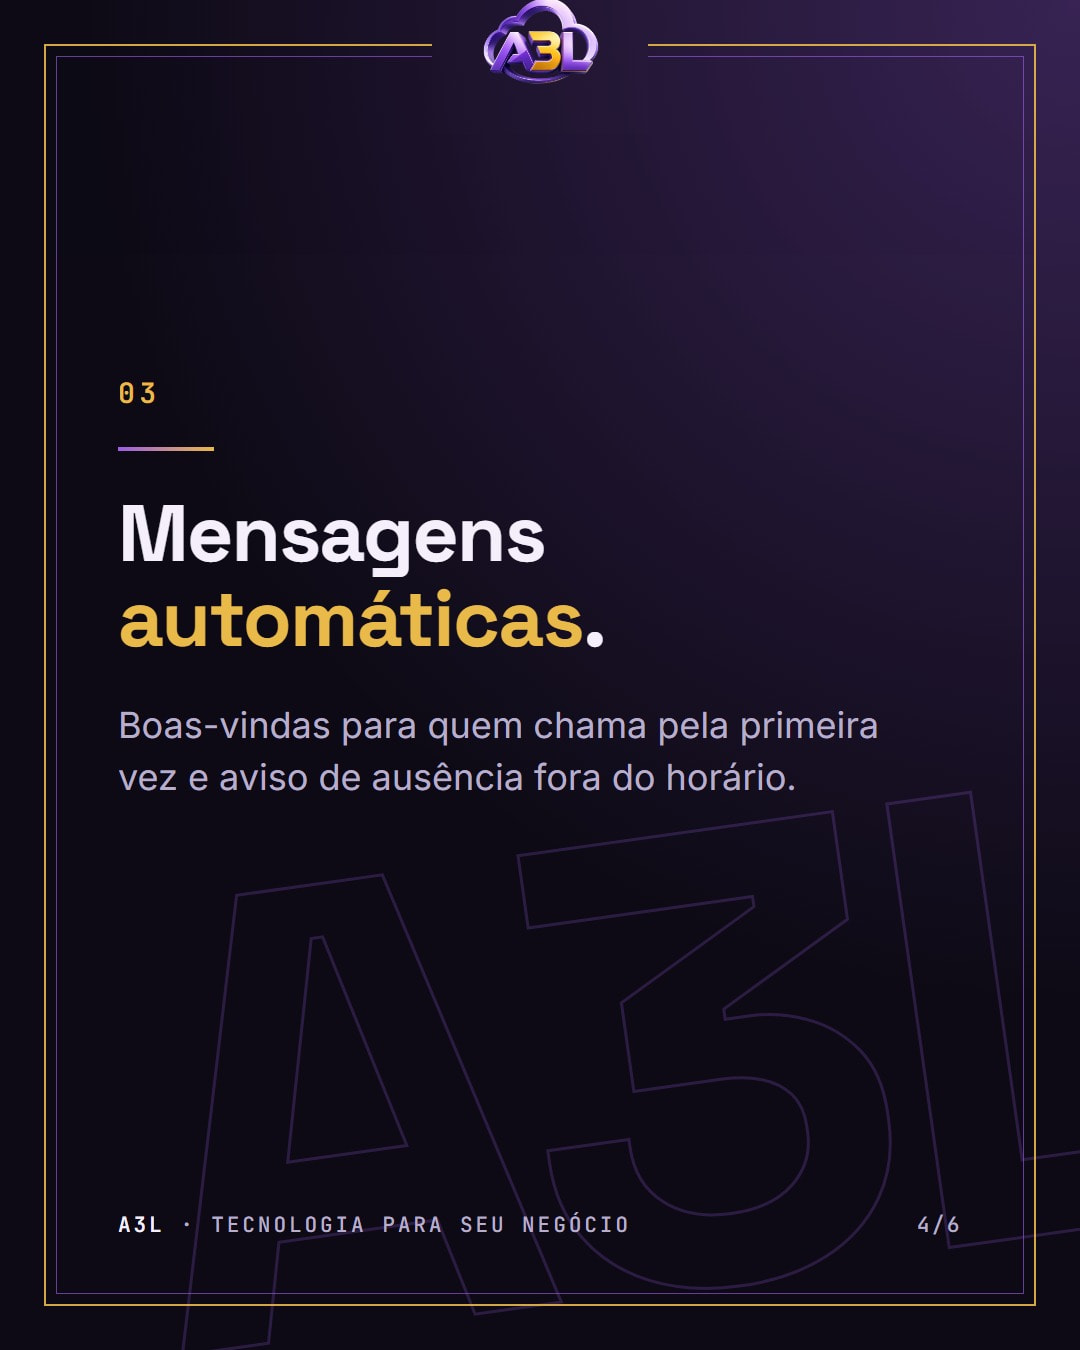 A3L
03
Mensagens
automáticas.
Boas-vindas para quem chama pela primeira
vez e aviso de ausência fora do horário.
A3L
A3L · TECNOLOGIA PARA SEU NEGÓCIO
4/6